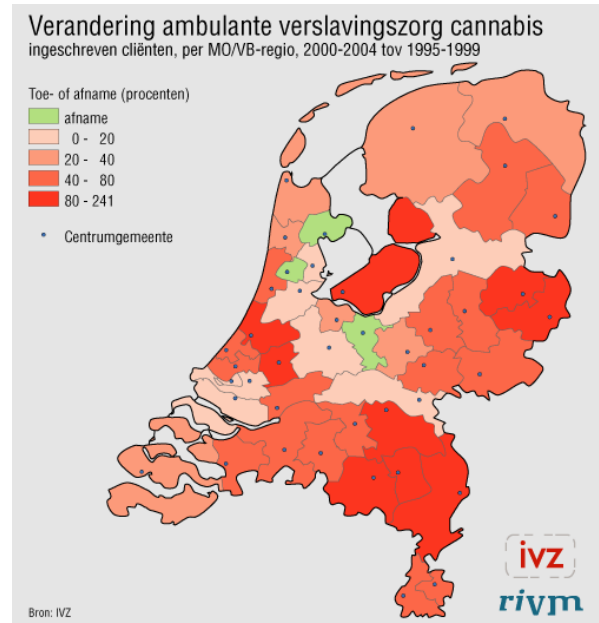 Verandering ambulante verslavingszorg cannabis
ingeschreven cliënten, per MO/VB-regio, 2000-2004 tov 1995-1999
Toe- of afname (procenten)
afname
0 - 20
20 - 40
40 - 80
80 - 241
Centrumgemeente
ivz
rivm
Bron: IVZ